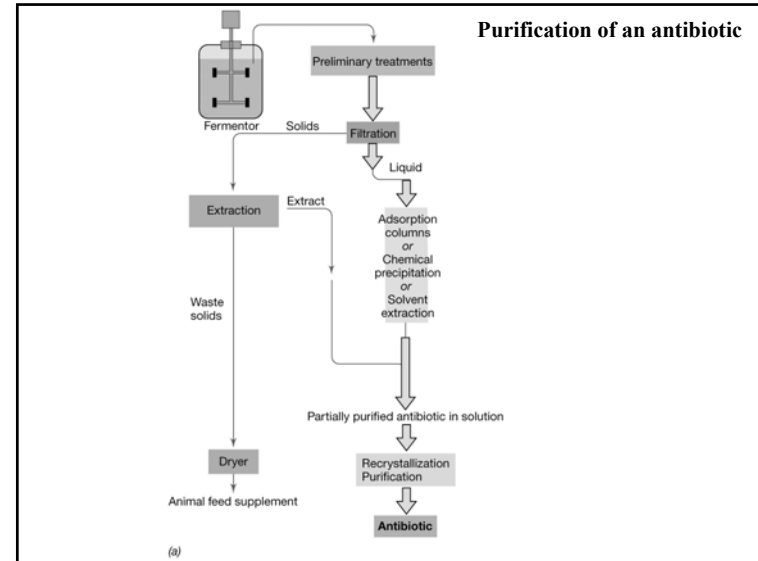 Purification of an antibiotic
Preliminary treatments
Fermentor
Solids
Filtration
Liquid
Extraction
Extract
Adsorption
columns
or
Chemical
precipitation
or
Solvent
extraction
Waste
solids
Partially purified antibiotic in solution
Dryer
Recrystallization
Purification
Animal feed supplement
Antibiotic
(a)